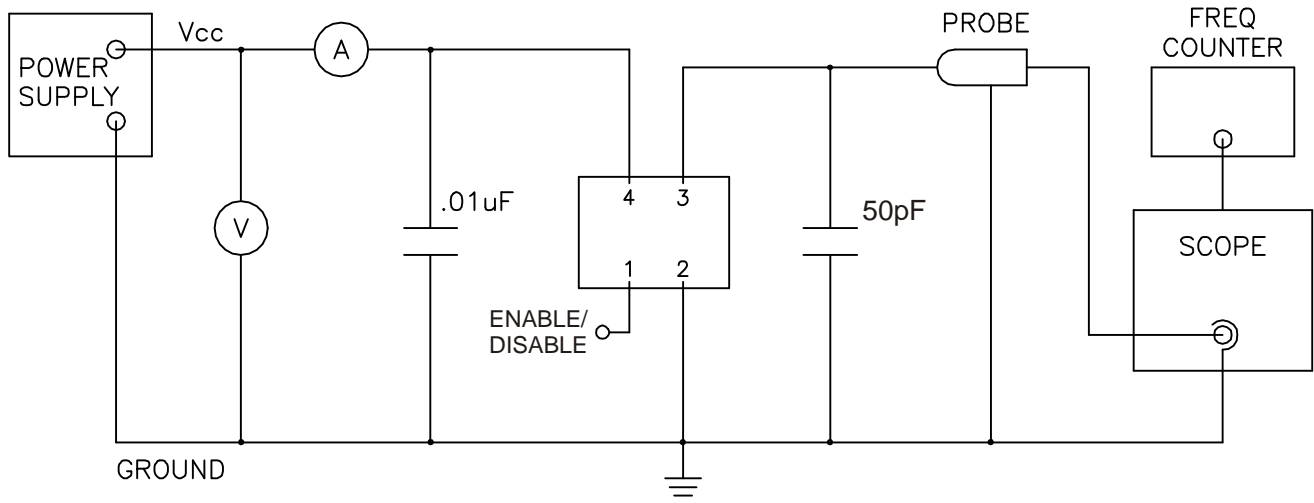 POWER
SUPPLY
Vcc
A
V
.01uF
4 3
1 2
ENABLE/
DISABLE
50pF
PROBE
FREQ
COUNTER
SCOPE
GROUND